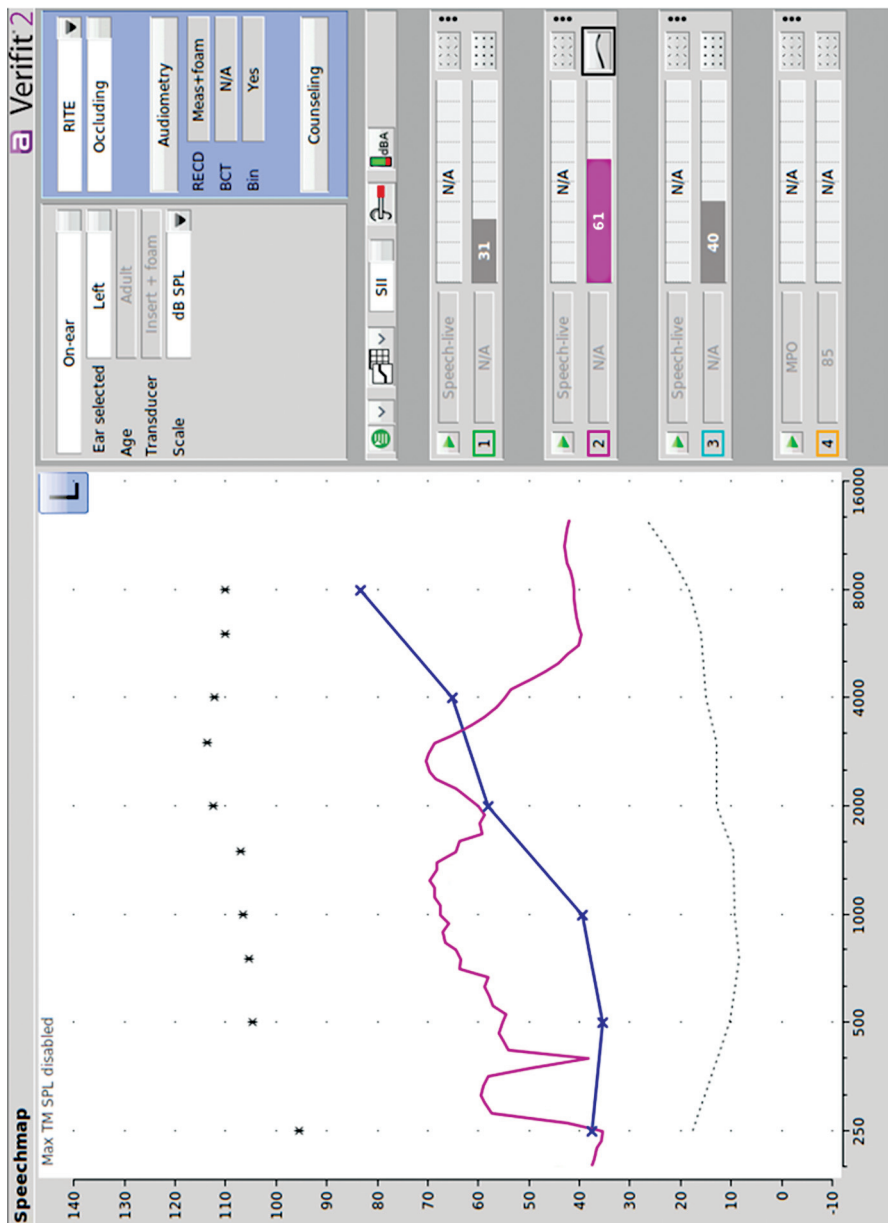 Speechmap
a Verifit® 2
Max TM SPL disabled
L
140
130
120
110
100
90
80
70
60
50
40
30
20
10
0
-10
250
500
1000
2000
4000
8000
16000
On-ear
Ear selected Left
Age Adult
Transducer Insert + foam
Scale dB SPL
RITE
Occluding
Audiometry
RECD Meas+foam
BCT N/A
Bin Yes
Counseling
SII
dBA
Speech-live N/A
1 N/A 31
Speech-live N/A
2 N/A 61
Speech-live N/A
3 N/A 40
MPO N/A
4 85 N/A